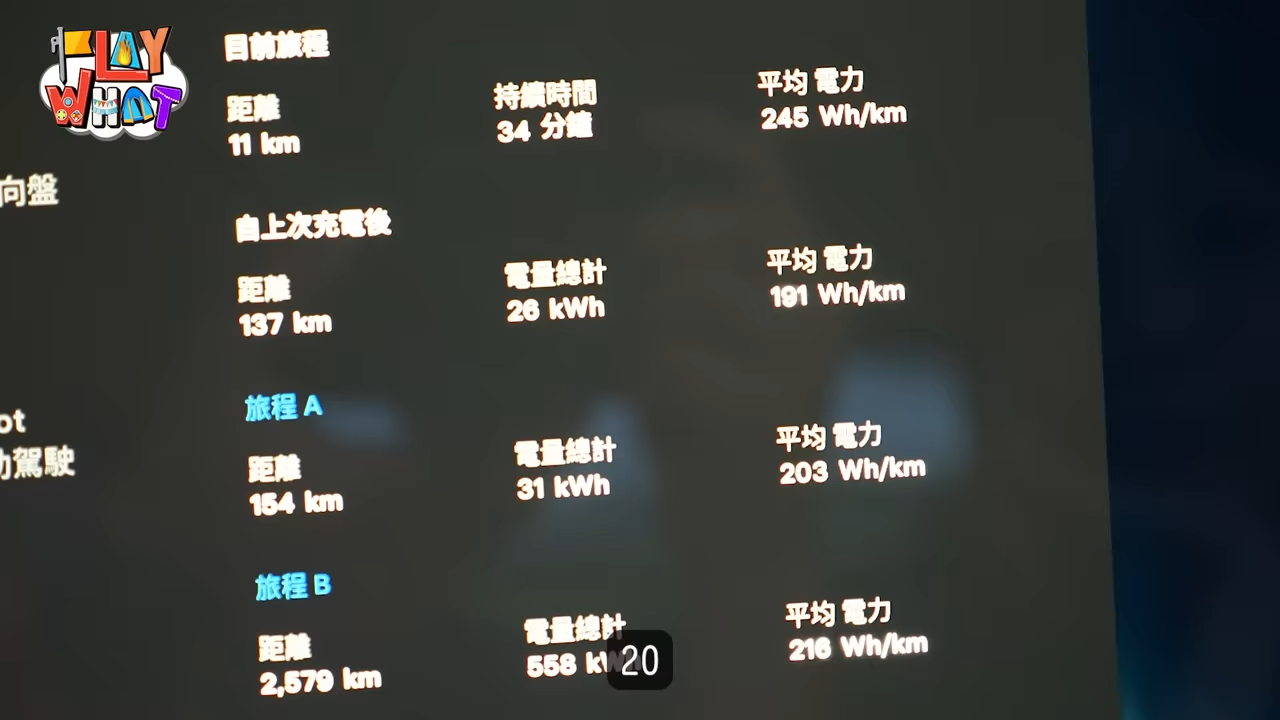 PLAY
WHAT
目前旅程
距離
11 km
持續時間
34 分鐘
平均 電力
245 Wh/km
向盤
自上次充電後
距離
137 km
電量總計
26 kWh
平均 電力
191 Wh/km
旅程 A
距離
154 km
電量總計
31 kWh
平均 電力
203 Wh/km
ot
動駕駛
旅程 B
距離
2,579 km
電量總計
558 kWh
平均 電力
216 Wh/km
20